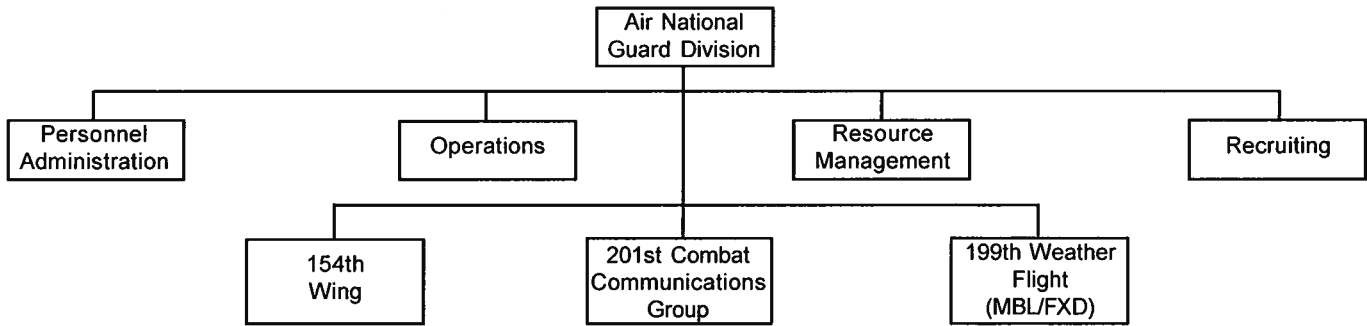 Air National
Guard Division
Personnel
Administration
Operations
Resource
Management
Recruiting
154th
Wing
201st Combat
Communications
Group
199th Weather
Flight
(MBL/FXD)